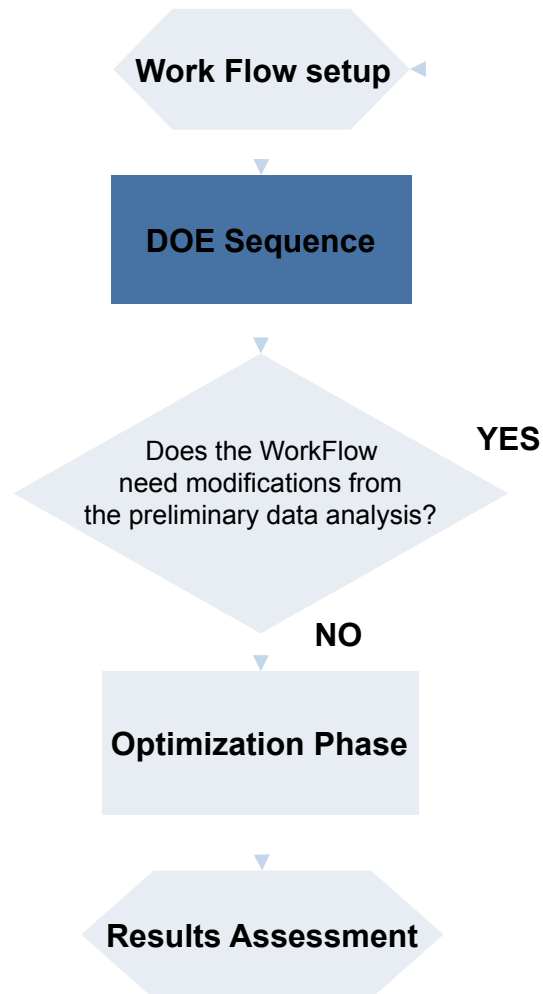 Work Flow setup
DOE Sequence
Does the WorkFlow
need modifications from
the preliminary data analysis?
YES
NO
Optimization Phase
Results Assessment